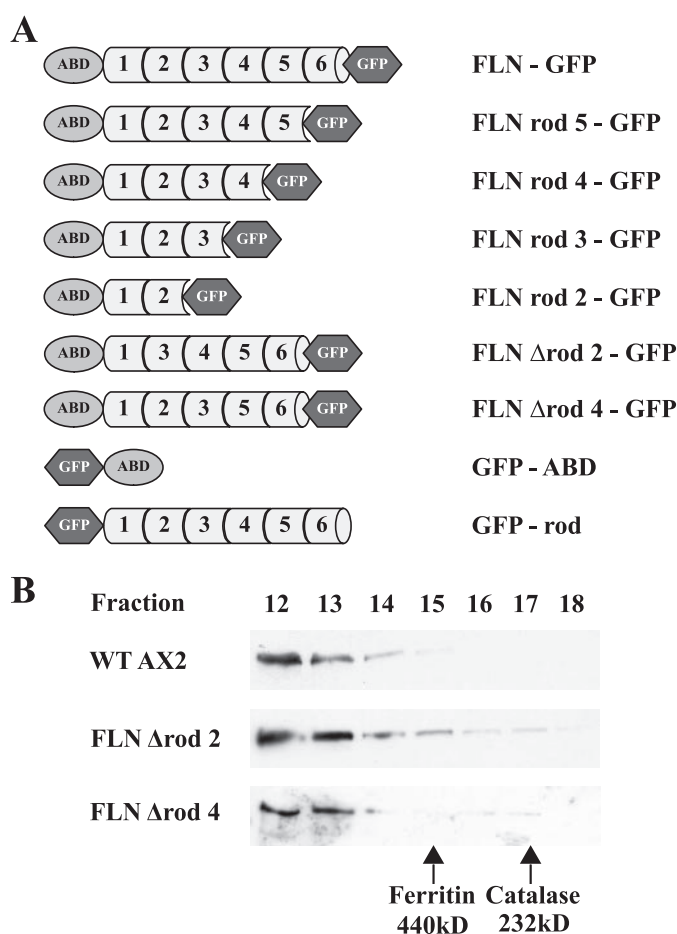 A
ABD 1 2 3 4 5 6 GFP FLN - GFP
ABD 1 2 3 4 5 GFP FLN rod 5 - GFP
ABD 1 2 3 4 GFP FLN rod 4 - GFP
ABD 1 2 3 GFP FLN rod 3 - GFP
ABD 1 2 GFP FLN rod 2 - GFP
ABD 1 3 4 5 6 GFP FLN Δrod 2 - GFP
ABD 1 2 3 5 6 GFP FLN Δrod 4 - GFP
GFP ABD GFP - ABD
GFP 1 2 3 4 5 6 GFP - rod
B
Fraction 12 13 14 15 16 17 18
WT AX2
FLN Δrod 2
FLN Δrod 4
Ferritin Catalase
440kD 232kD